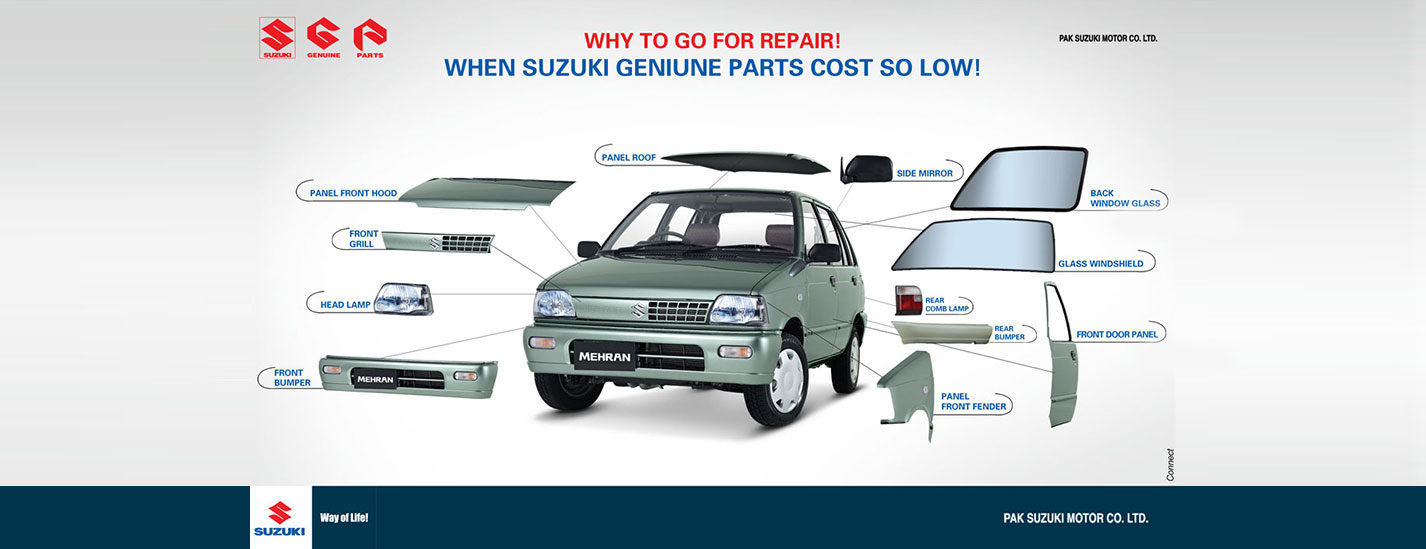 SUZUKI
GENUINE
PARTS
WHY TO GO FOR REPAIR!
WHEN SUZUKI GENIUNE PARTS COST SO LOW!
PAK SUZUKI MOTOR CO. LTD.
PANEL ROOF
SIDE MIRROR
PANEL FRONT HOOD
BACK
WINDOW GLASS
FRONT
GRILL
GLASS WINDSHIELD
HEAD LAMP
REAR
COMB LAMP
REAR
BUMPER
FRONT DOOR PANEL
MEHRAN
FRONT
BUMPER
MEHRAN
PANEL
FRONT FENDER
Connect
SUZUKI
Way of Life!
PAK SUZUKI MOTOR CO. LTD.